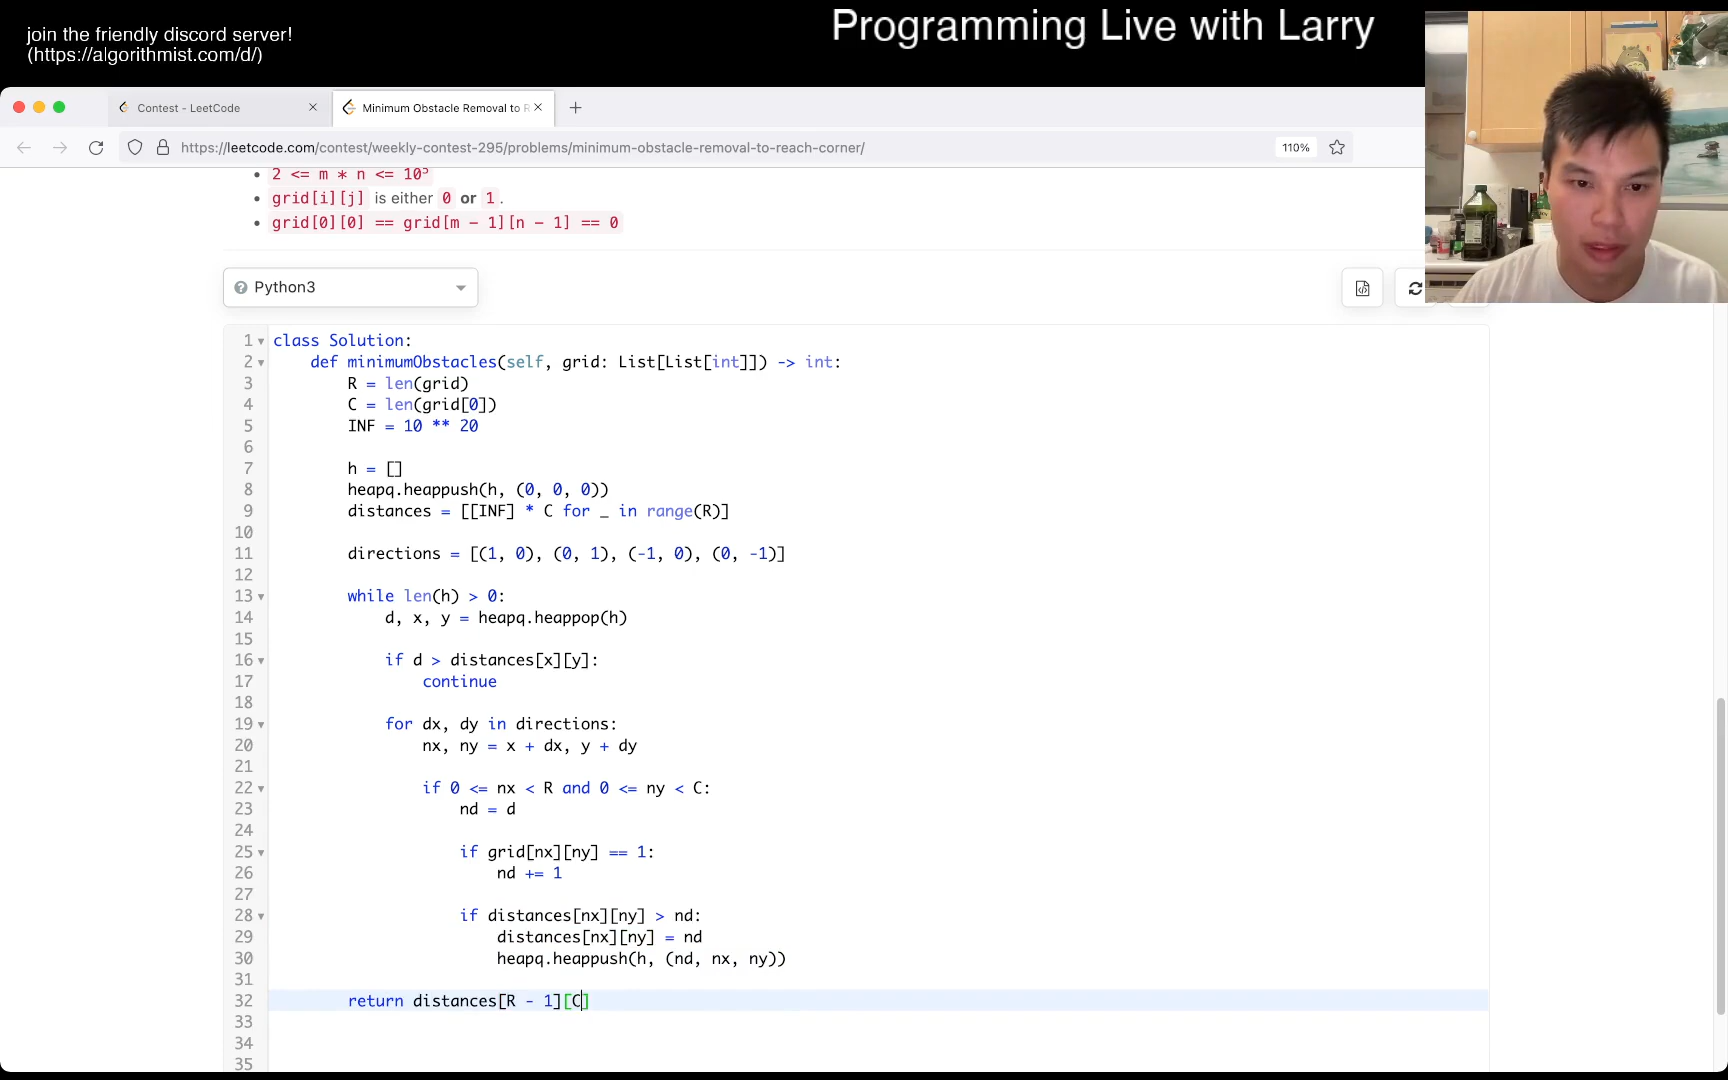 join the friendly discord server!
(https://algorithmist.com/d/)
Programming Live with Larry
Contest - LeetCode
Minimum Obstacle Removal to R
https://leetcode.com/contest/weekly-contest-295/problems/minimum-obstacle-removal-to-reach-corner/
110%
2 <= m * n <= 10⁵
grid[i][j] is either 0 or 1.
grid[0][0] == grid[m - 1][n - 1] == 0
Python3
1 class Solution:
2     def minimumObstacles(self, grid: List[List[int]]) -> int:
3         R = len(grid)
4         C = len(grid[0])
5         INF = 10 ** 20
6
7         h = []
8         heapq.heappush(h, (0, 0, 0))
9         distances = [[INF] * C for _ in range(R)]
10
11         directions = [(1, 0), (0, 1), (-1, 0), (0, -1)]
12
13         while len(h) > 0:
14             d, x, y = heapq.heappop(h)
15
16             if d > distances[x][y]:
17                 continue
18
19             for dx, dy in directions:
20                 nx, ny = x + dx, y + dy
21
22                 if 0 <= nx < R and 0 <= ny < C:
23                     nd = d
24
25                     if grid[nx][ny] == 1:
26                         nd += 1
27
28                     if distances[nx][ny] > nd:
29                         distances[nx][ny] = nd
30                         heapq.heappush(h, (nd, nx, ny))
31
32         return distances[R - 1][C]
33
34
35